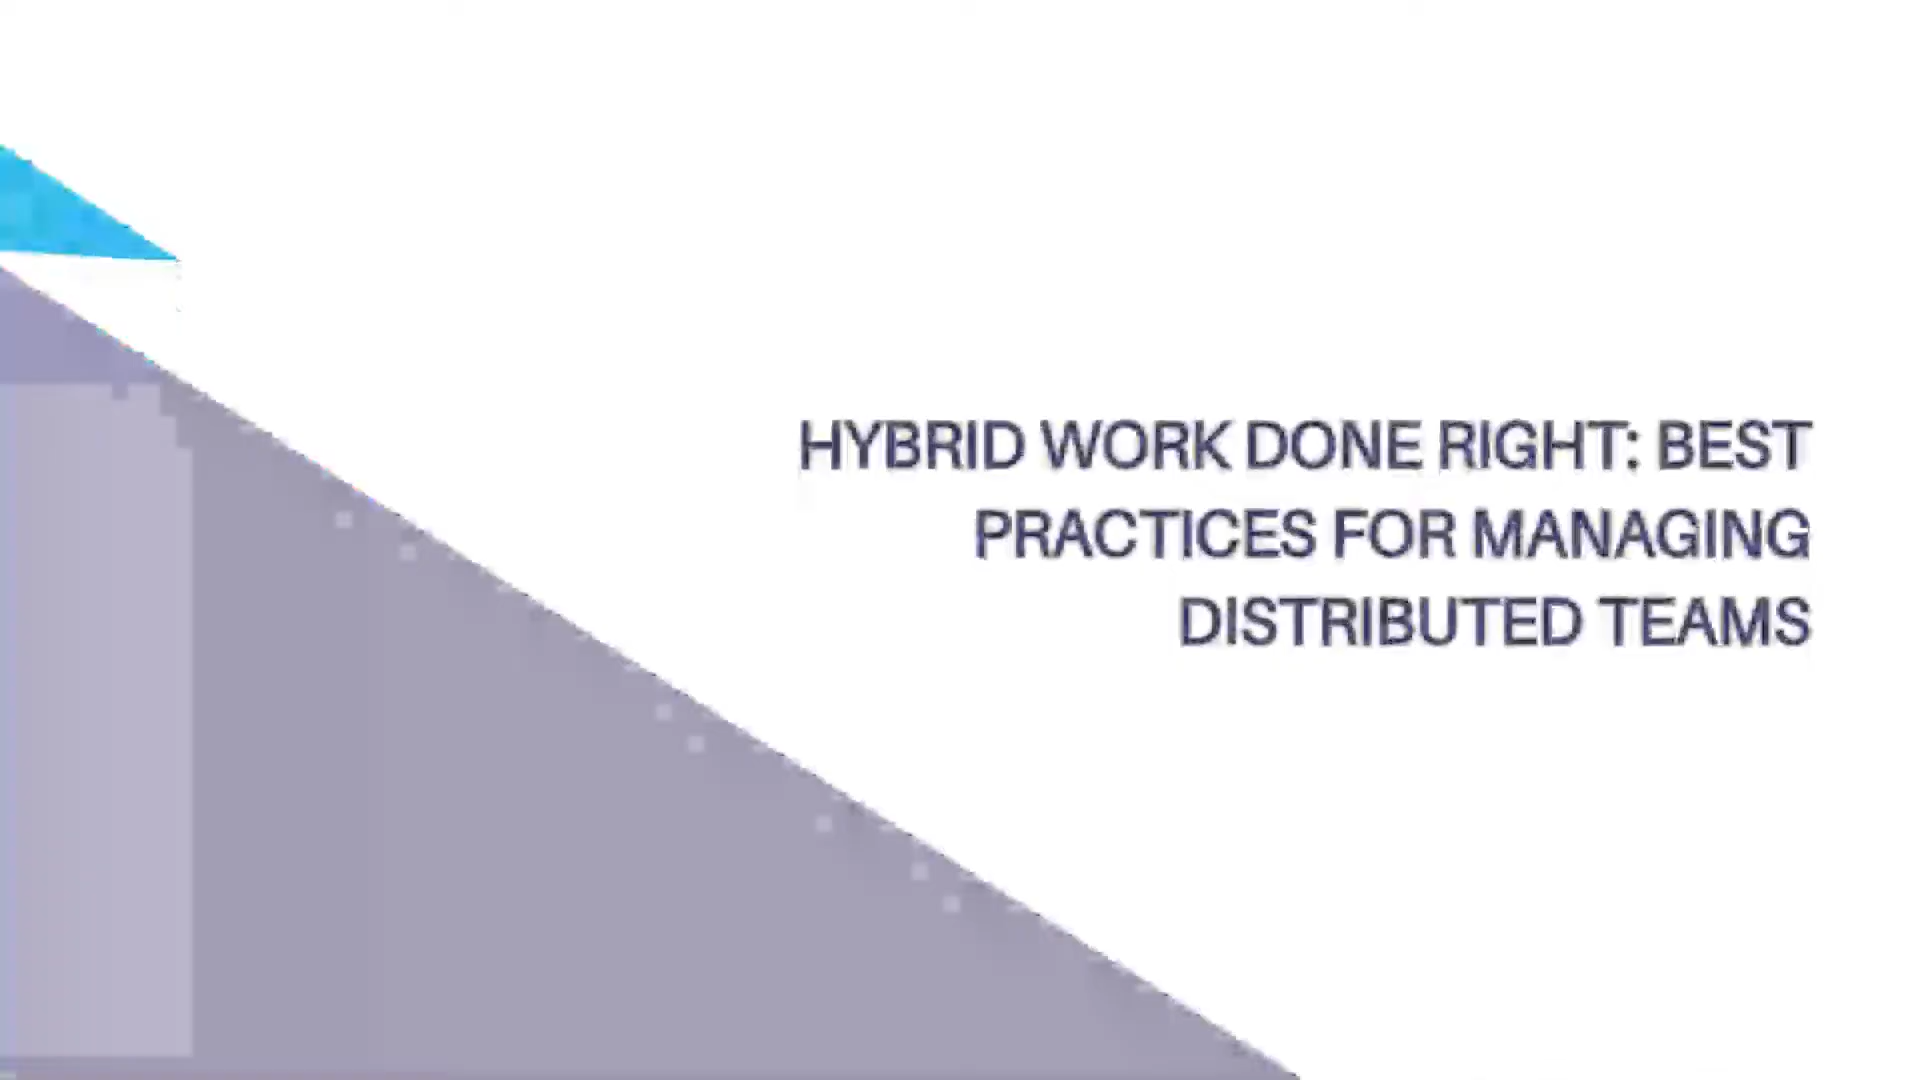 HYBRID WORK DONE RIGHT: BEST
PRACTICES FOR MANAGING
DISTRIBUTED TEAMS